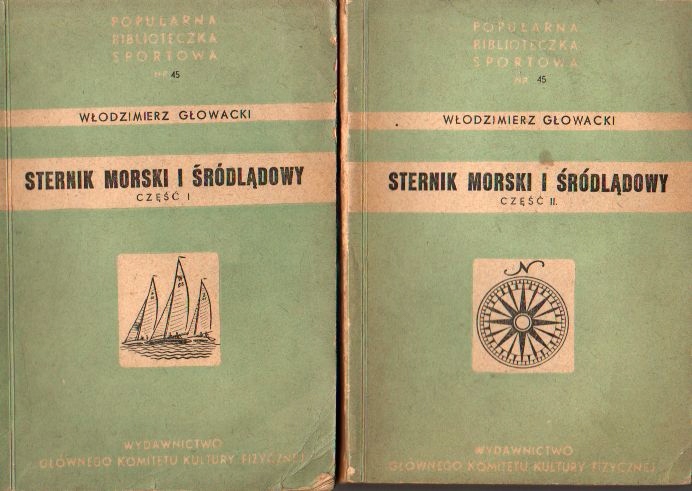 POPULARNA
BIBLIOTECZKA
SPORTOWA
NR 45
WŁODZIMIERZ GŁOWACKI
STERNIK MORSKI I ŚRÓDLĄDOWY
CZĘŚĆ I
WYDAWNICTWO
GŁÓWNEGO KOMITETU KULTURY FIZYCZNEJ
POPULARNA
BIBLIOTECZKA
SPORTOWA
NR 45
WŁODZIMIERZ GŁOWACKI
STERNIK MORSKI I ŚRÓDLĄDOWY
CZĘŚĆ II.
N
WYDAWNICTWO
GŁÓWNEGO KOMITETU KULTURY FIZYCZNEJ